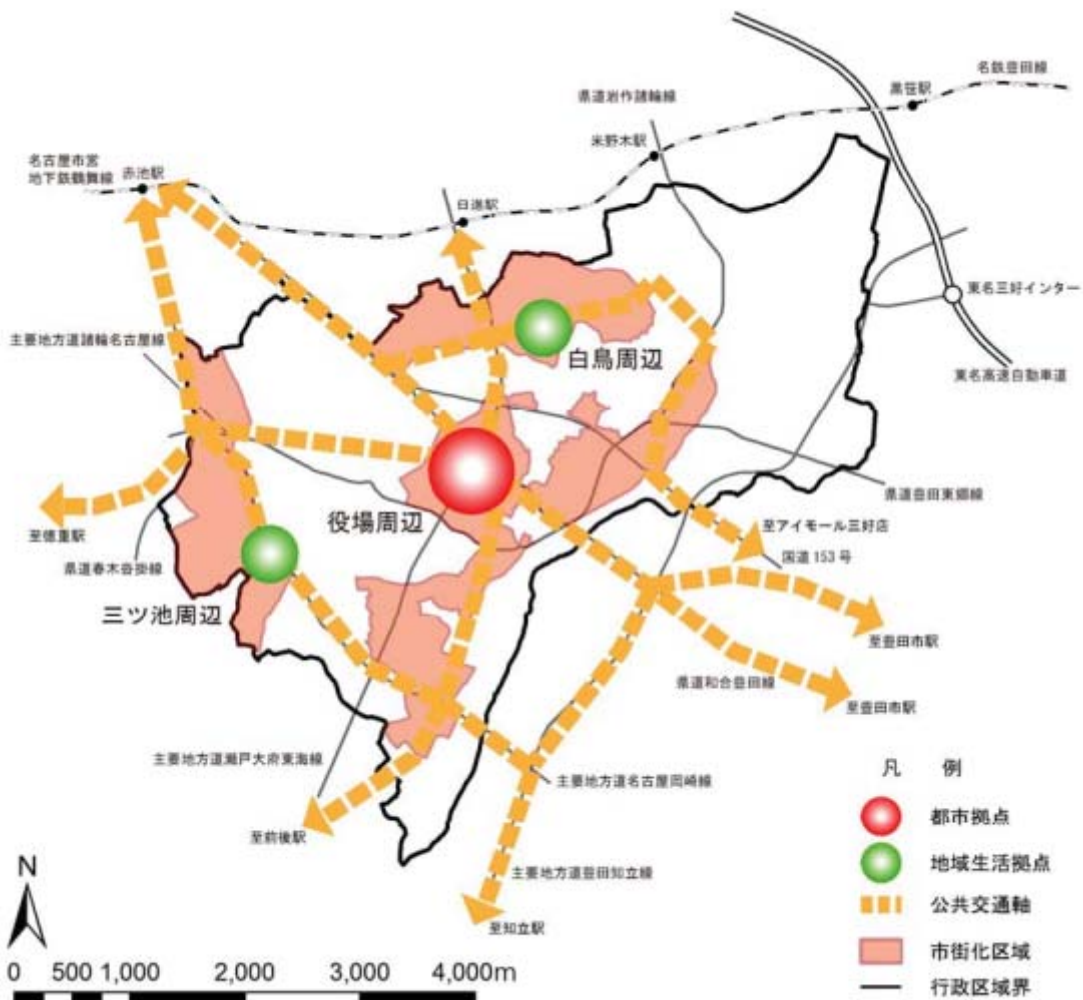 名鉄豊田線
黒笹駅
県道岩作諸輪線
米野木駅
名古屋市営
地下鉄鶴舞線
赤池駅
日進駅
東名三好インター
主要地方道諸輪名古屋線
白鳥周辺
東名高速自動車道
県道豊田東郷線
役場周辺
至アイモール三好店
至徳重駅
国道153号
県道春木沓掛線
三ツ池周辺
至豊田市駅
県道和合豊田線
至豊田市駅
主要地方道瀬戸大府東海線
凡 例
主要地方道名古屋岡崎線
都市拠点
至前後駅
地域生活拠点
主要地方道豊田知立線
公共交通軸
至知立駅
市街化区域
行政区域界
N
0 500 1,000 2,000 3,000 4,000m